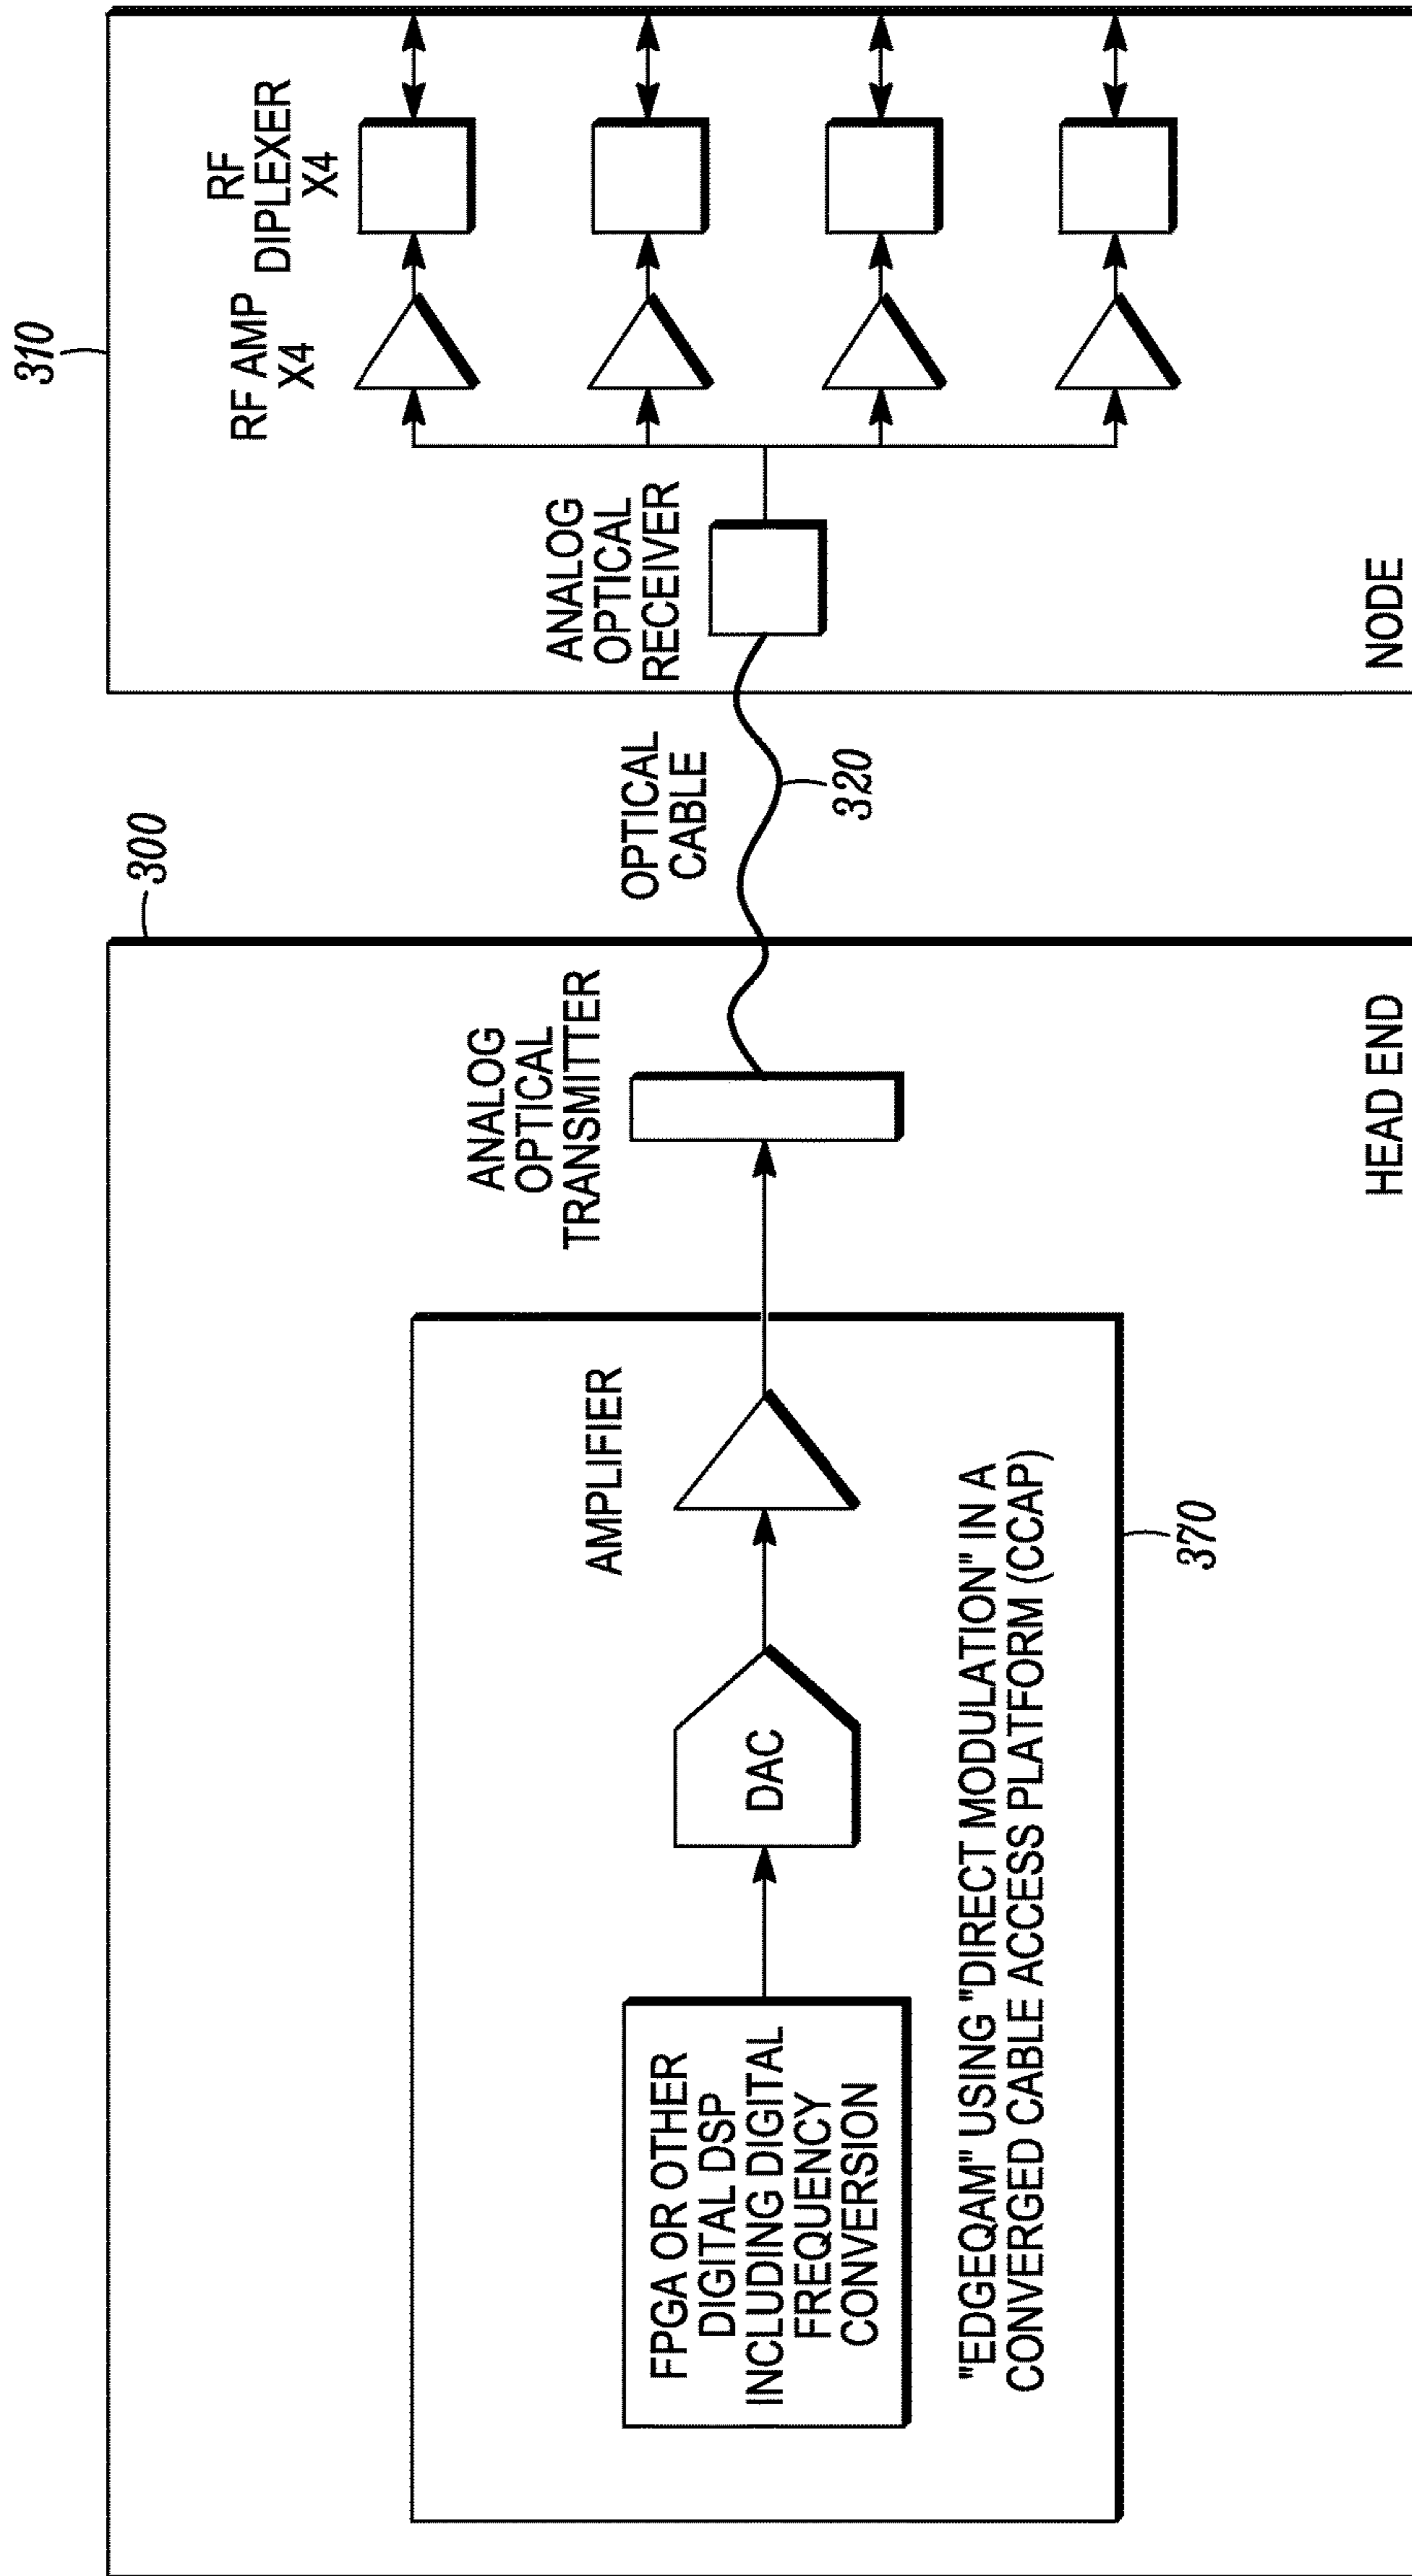 300
310
FPGA OR OTHER
DIGITAL DSP
INCLUDING DIGITAL
FREQUENCY
CONVERSION
DAC
AMPLIFIER
"EDGEQAM" USING "DIRECT MODULATION" IN A
CONVERGED CABLE ACCESS PLATFORM (CCAP)
370
ANALOG
OPTICAL
TRANSMITTER
HEAD END
OPTICAL
CABLE
320
ANALOG
OPTICAL
RECEIVER
RF AMP
X4
RF
DIPLEXER
X4
NODE